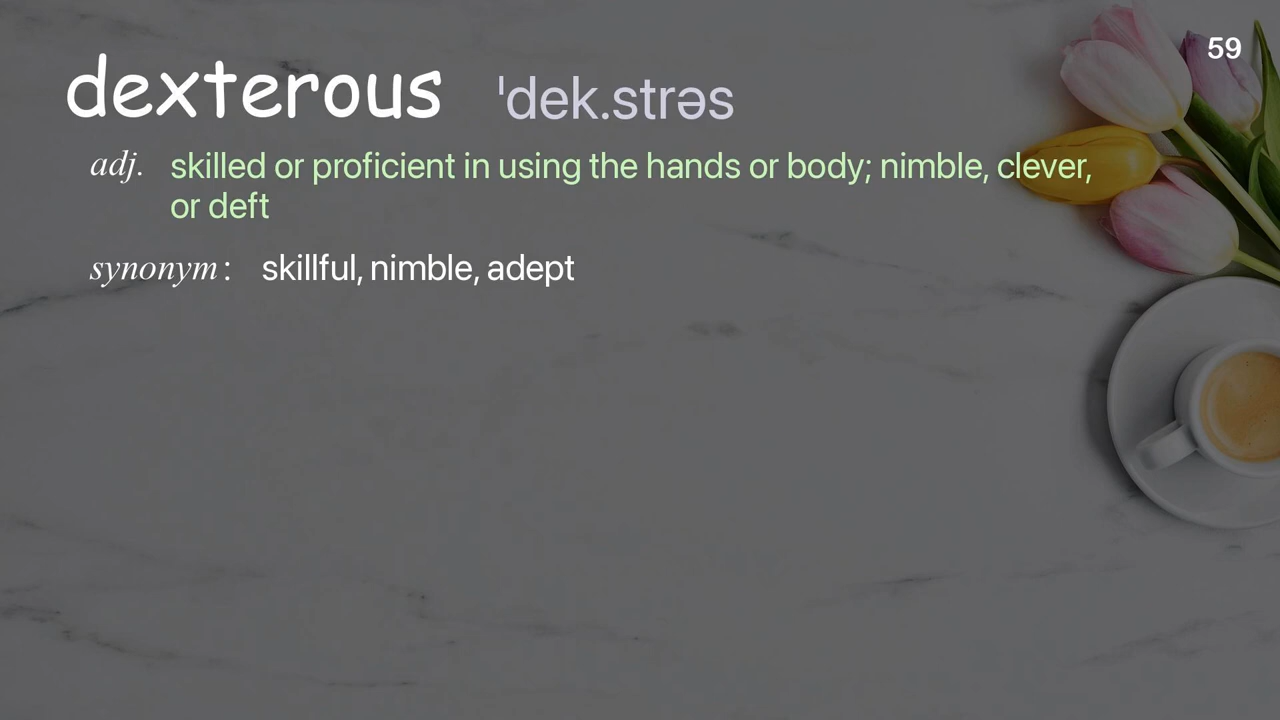 59
dexterous ˈdek.strəs
adj. skilled or proficient in using the hands or body; nimble, clever,
or deft
synonym: skillful, nimble, adept